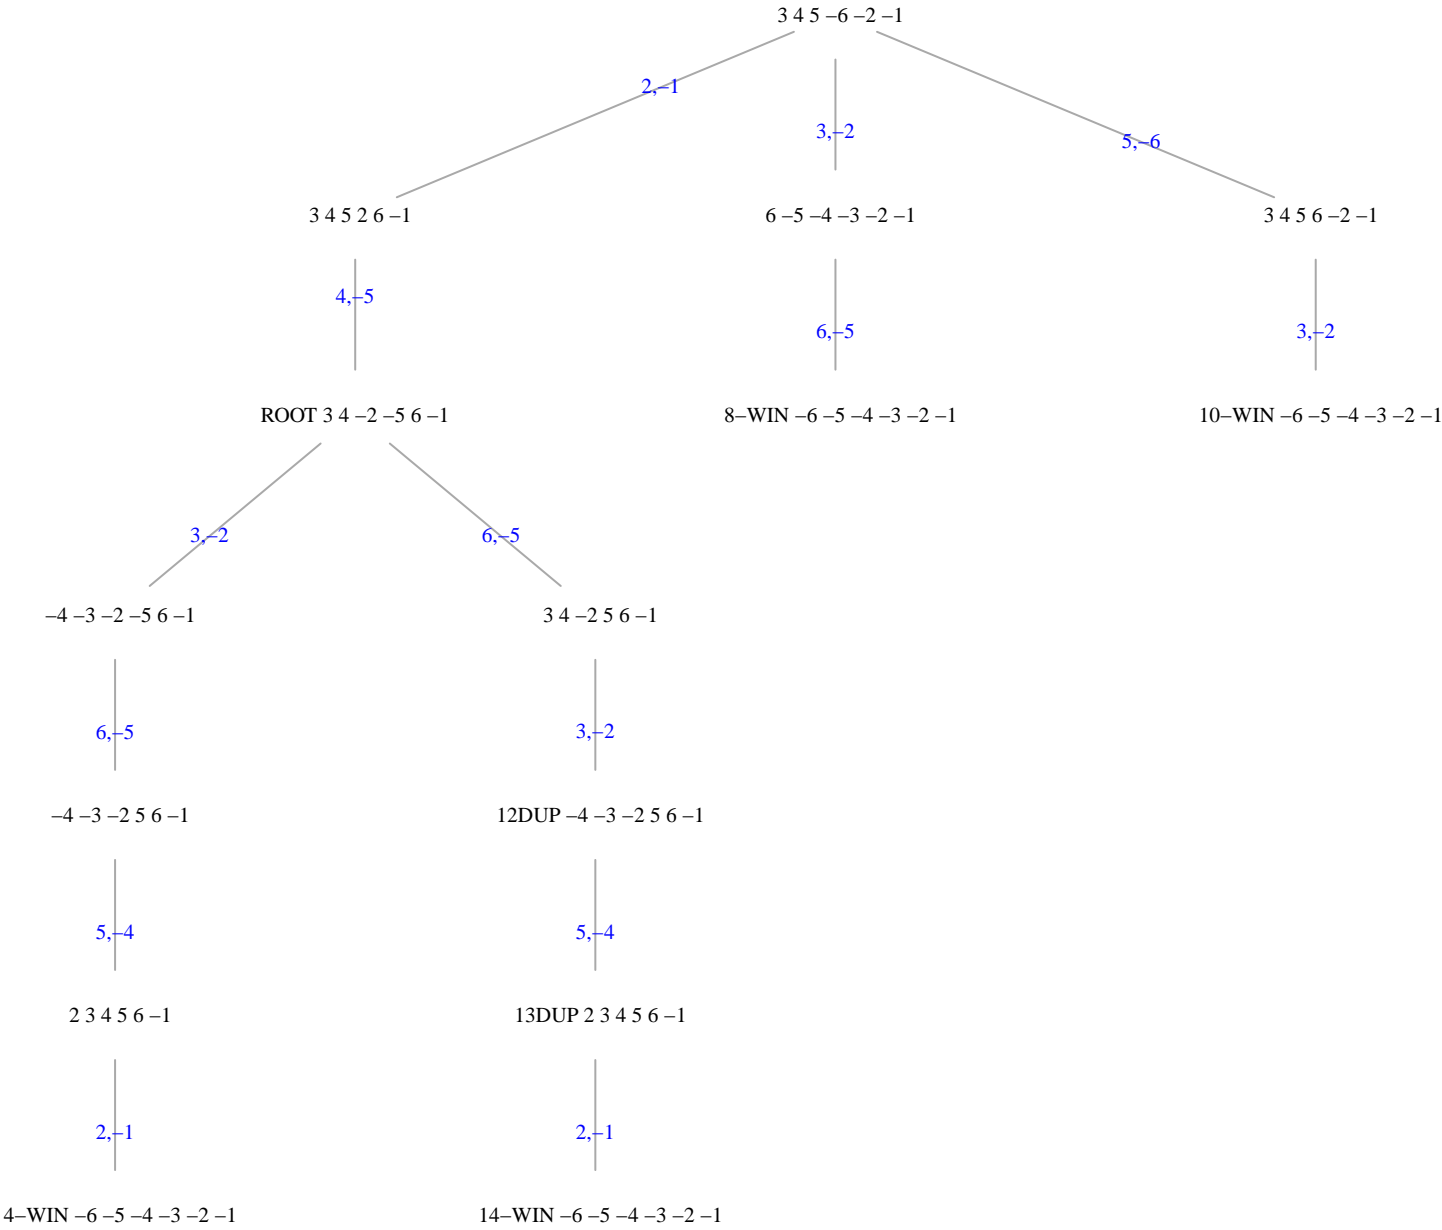 3 4 5 –6 –2 –1
2,–1
3,–2
5,–6
3 4 5 2 6 –1
6 –5 –4 –3 –2 –1
3 4 5 6 –2 –1
4,–5
6,–5
3,–2
ROOT 3 4 –2 –5 6 –1
8–WIN –6 –5 –4 –3 –2 –1
10–WIN –6 –5 –4 –3 –2 –1
3,–2
6,–5
–4 –3 –2 –5 6 –1
3 4 –2 5 6 –1
6,–5
3,–2
–4 –3 –2 5 6 –1
12DUP –4 –3 –2 5 6 –1
5,–4
5,–4
2 3 4 5 6 –1
13DUP 2 3 4 5 6 –1
2,–1
2,–1
4–WIN –6 –5 –4 –3 –2 –1
14–WIN –6 –5 –4 –3 –2 –1